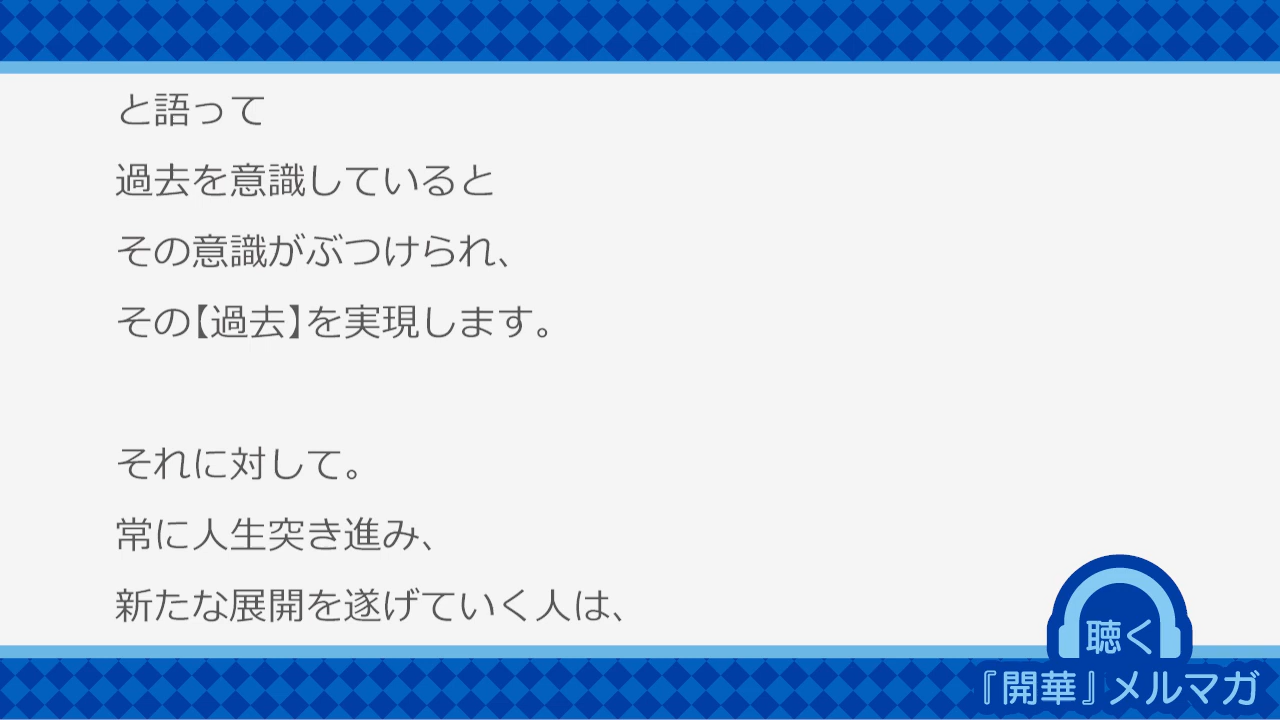 と語って
過去を意識していると
その意識がぶつけられ、
その【過去】を実現します。
それに対して。
常に人生突き進み、
新たな展開を遂げていく人は、
聴く
『開華』メルマガ